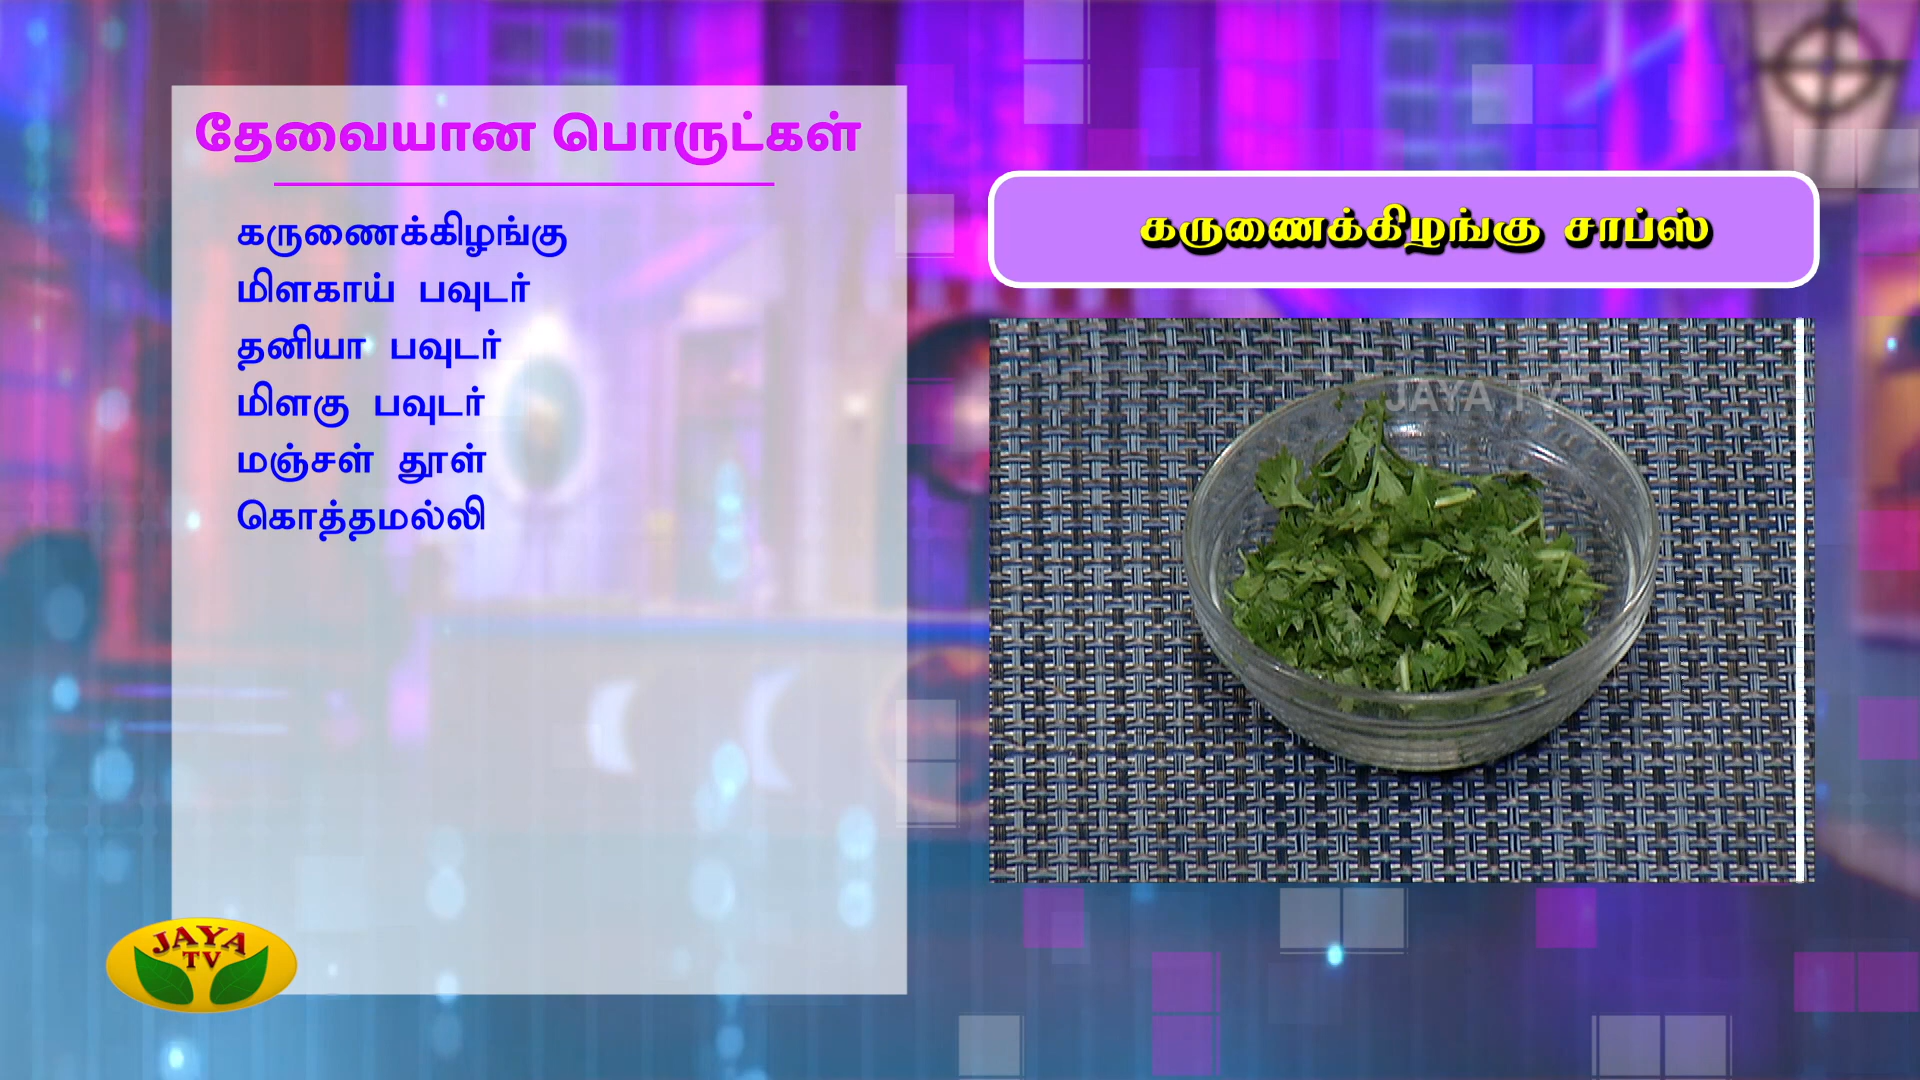 தேவையான பொருட்கள்
கருணைக்கிழங்கு
மிளகாய் பவுடர்
தனியா பவுடர்
மிளகு பவுடர்
மஞ்சள் தூள்
கொத்தமல்லி
கருணைக்கிழங்கு சாப்ஸ்
JAYA TV
JAYA
TV